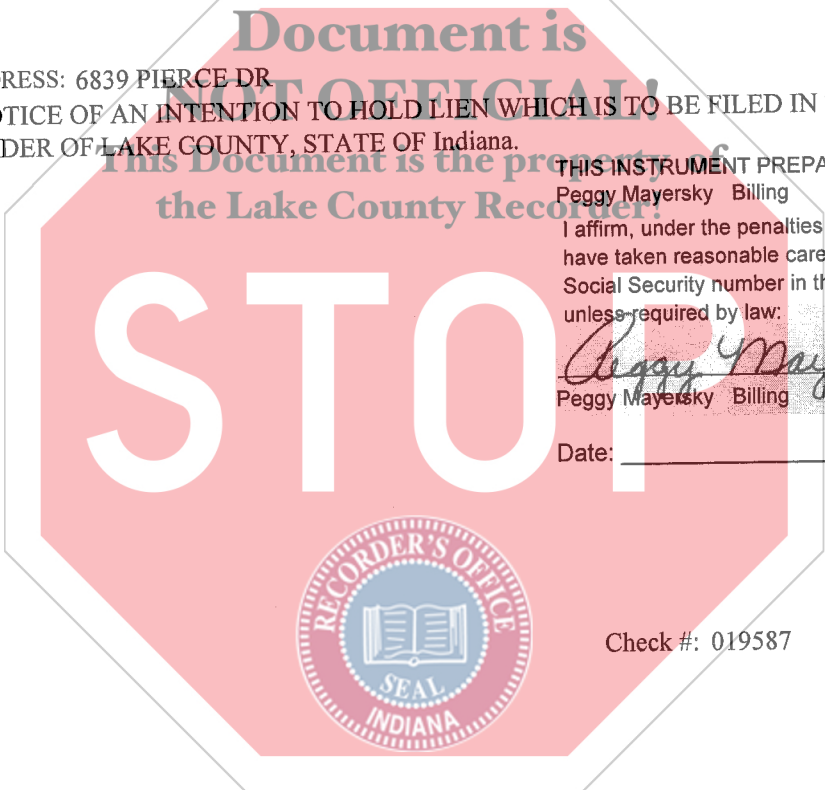 Document is
RESS: 6839 PIERCE DR
NOT OFFICIAL!
TICE OF AN INTENTION TO HOLD LIEN WHICH IS TO BE FILED IN
DER OF LAKE COUNTY, STATE OF Indiana.
This Document is the property of
the Lake County Recorder!
THIS INSTRUMENT PREPA
Peggy Mayersky Billing
I affirm, under the penalties
have taken reasonable care
Social Security number in th
unless required by law:
Peggy May
Peggy Mayersky Billing
Date:
STOP
RECORDER'S OFFICE
SEAL
INDIANA
Check #: 019587